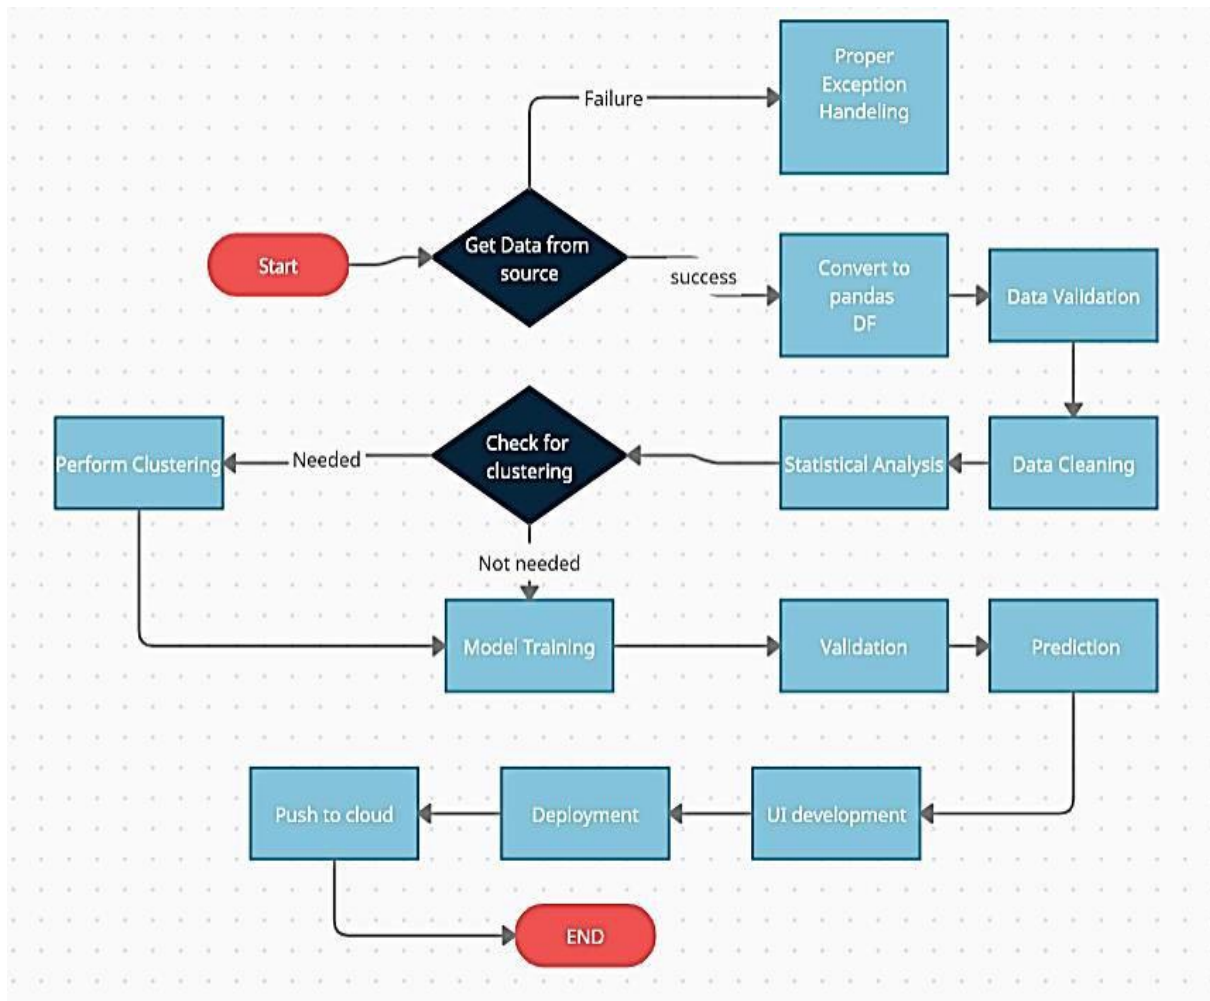 Proper
Exception
Handeling
Failure
Start
Get Data from
source
success
Convert to
pandas
DF
Data Validation
Perform Clustering
Needed
Check for
clustering
Statistical Analysis
Data Cleaning
Not needed
Model Training
Validation
Prediction
Push to cloud
Deployment
UI development
END